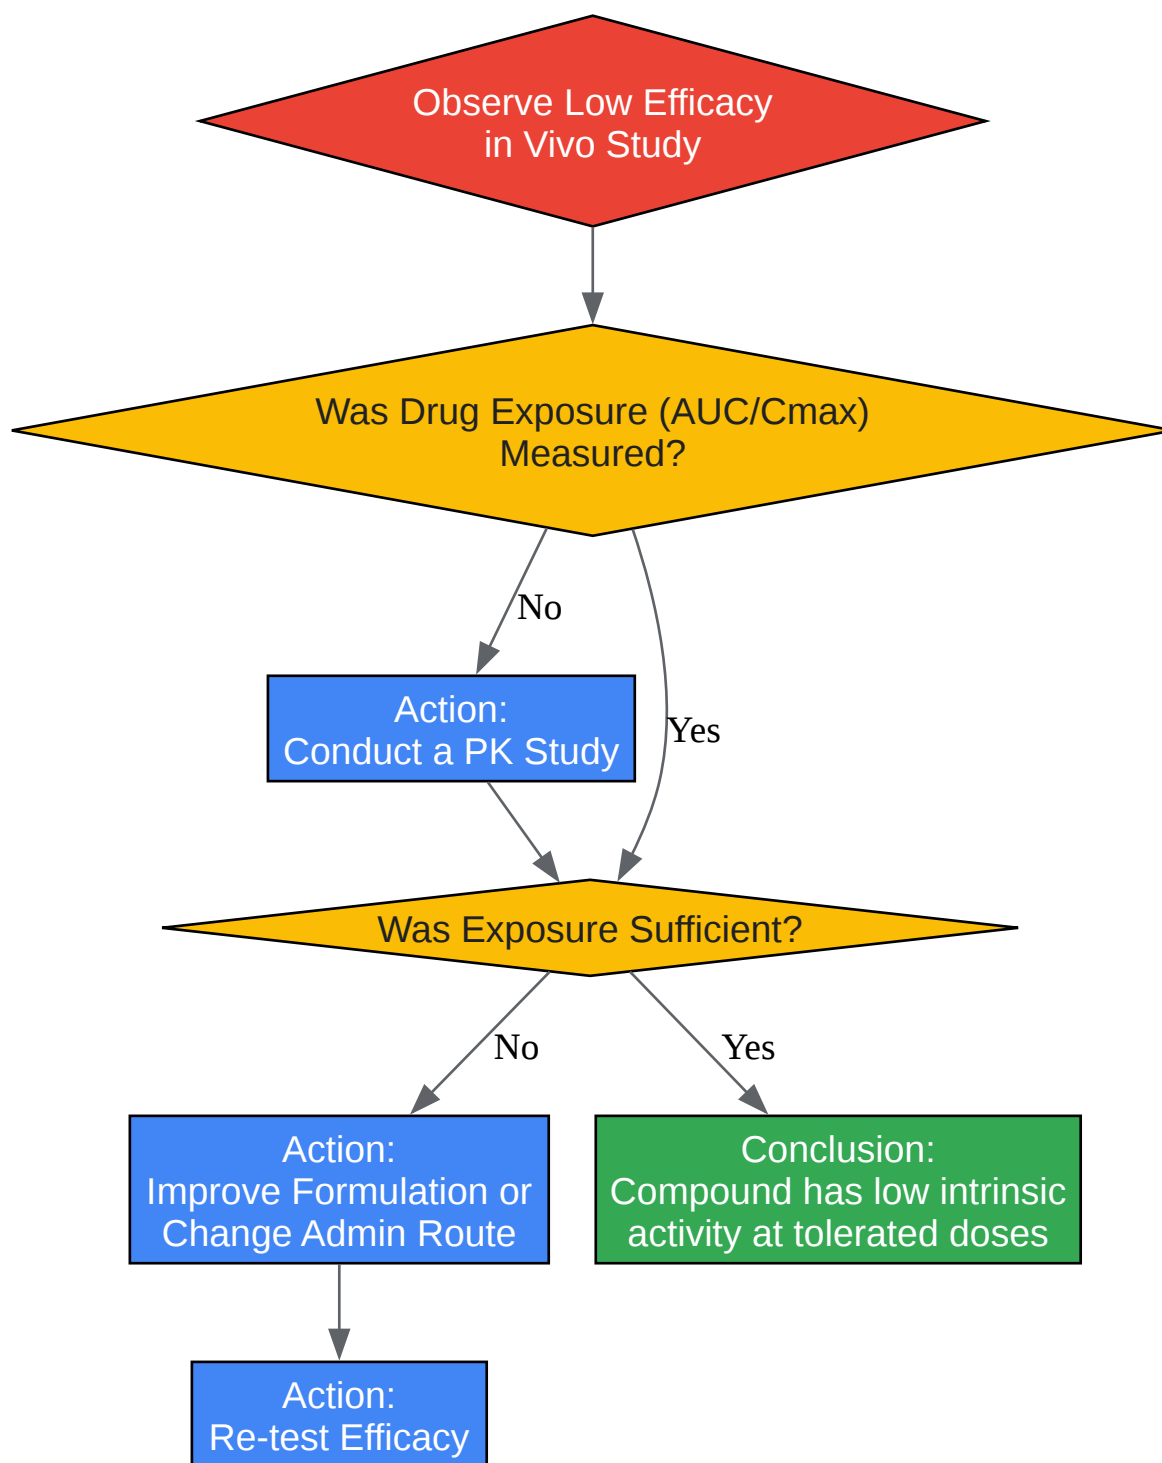 Observe Low Efficacy
in Vivo Study
Was Drug Exposure (AUC/Cmax)
Measured?
No
Action:
Conduct a PK Study
Yes
Was Exposure Sufficient?
No
Yes
Action:
Improve Formulation or
Change Admin Route
Conclusion:
Compound has low intrinsic
activity at tolerated doses
Action:
Re-test Efficacy